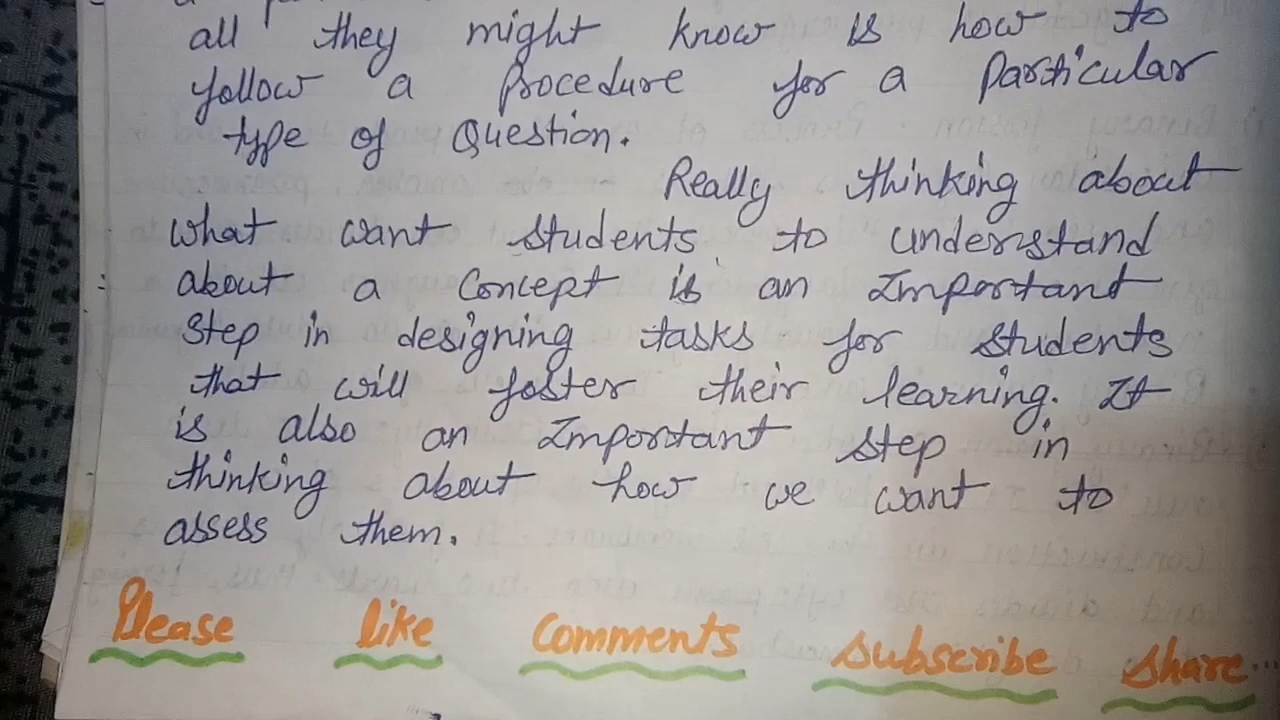 all they might know is how to
follow a procedure for a particular
type of Question.
Really thinking about
what want students to understand
about a concept is an Important
step in designing tasks for students
that will foster their learning. It
is also an Important step in
thinking about how we want to
assess them.
Please like comments subscribe share...